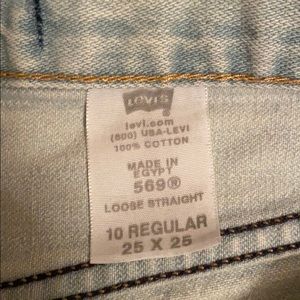 LEVI'S
levi.com
(800) USA-LEVI
100% COTTON
MADE IN
EGYPT
569®
LOOSE STRAIGHT
10 REGULAR
25 X 25